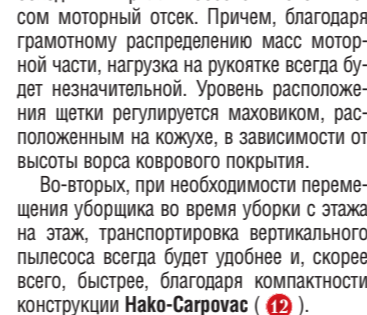 сом моторный отсек. Причем, благодаря
грамотному распределению масс мотор-
ной части, нагрузка на рукоятке всегда бу-
дет незначительной. Уровень расположе-
ния щетки регулируется маховиком, рас-
положенным на кожухе, в зависимости от
высоты ворса коврового покрытия.
Во-вторых, при необходимости переме-
щения уборщика во время уборки с этажа
на этаж, транспортировка вертикального
пылесоса всегда будет удобнее и, скорее
всего, быстрее, благодаря компактности
конструкции Hako-Carpovac ( 12 ).